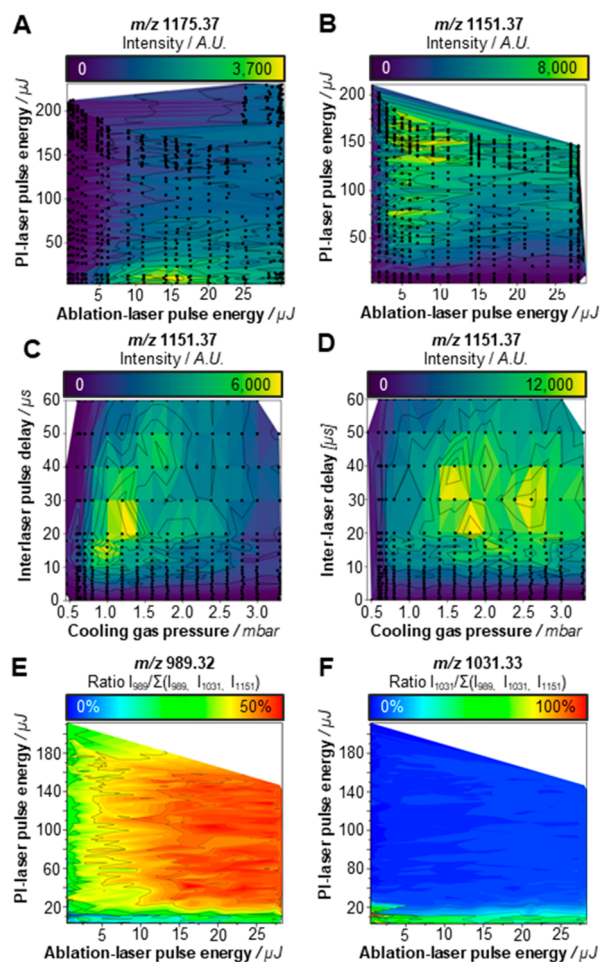 A
m/z 1175.37
Intensity / A.U.
0 3,700
PI-laser pulse energy / µJ
200
150
100
50
5 10 15 20 25
Ablation-laser pulse energy / µJ
B
m/z 1151.37
Intensity / A.U.
0 8,000
PI-laser pulse energy / µJ
200
150
100
50
5 10 15 20 25
Ablation-laser pulse energy / µJ
C
m/z 1151.37
Intensity / A.U.
0 6,000
Interlaser pulse delay / µs
60
50
40
30
20
10
0
0.5 1.0 1.5 2.0 2.5 3.0
Cooling gas pressure / mbar
D
m/z 1151.37
Intensity / A.U.
0 12,000
Inter-laser delay [µs]
60
50
40
30
20
10
0
0.5 1.0 1.5 2.0 2.5 3.0
Cooling gas pressure / mbar
E
m/z 989.32
Ratio I989/Σ(I989, I1031, I1151)
0% 50%
PI-laser pulse energy / µJ
180
140
100
60
20
5 10 15 20 25
Ablation-laser pulse energy / µJ
F
m/z 1031.33
Ratio I1031/Σ(I989, I1031, I1151)
0% 100%
PI-laser pulse energy / µJ
180
140
100
60
20
5 10 15 20 25
Ablation-laser pulse energy / µJ